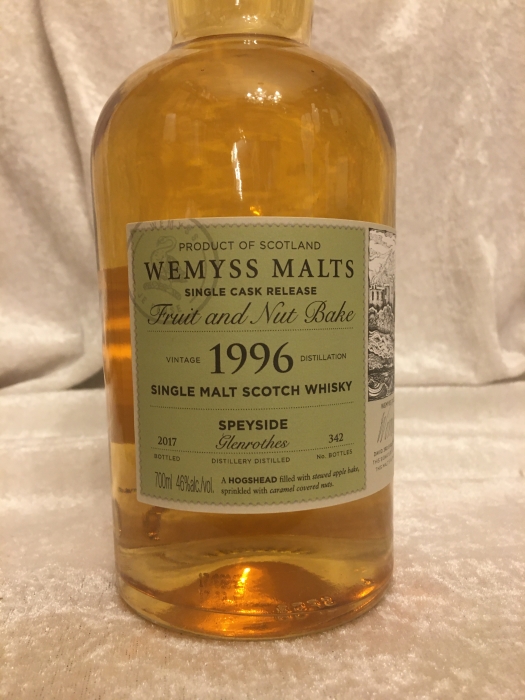 PRODUCT OF SCOTLAND
WEMYSS MALTS
SINGLE CASK RELEASE
Fruit and Nut Bake
VINTAGE 1996 DISTILLATION
SINGLE MALT SCOTCH WHISKY
SPEYSIDE
2017 Glenrothes 342
BOTTLED DISTILLERY DISTILLED No. BOTTLES
700ml 46%alc./vol. A HOGSHEAD filled with stewed apple bake,
sprinkled with caramel covered nuts.